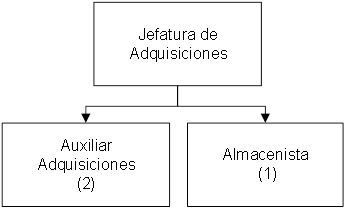 Jefatura de
Adquisiciones
Auxiliar
Adquisiciones
(2)
Almacenista
(1)